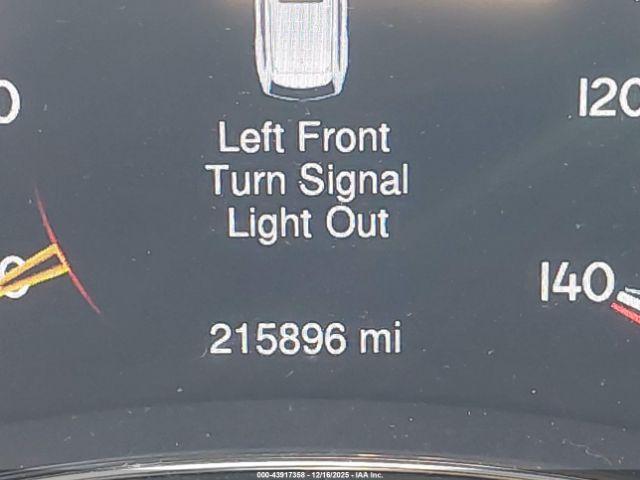 120
Left Front
Turn Signal
Light Out
140
215896 mi
000-43917358 - 12/16/2025 - IAA Inc.